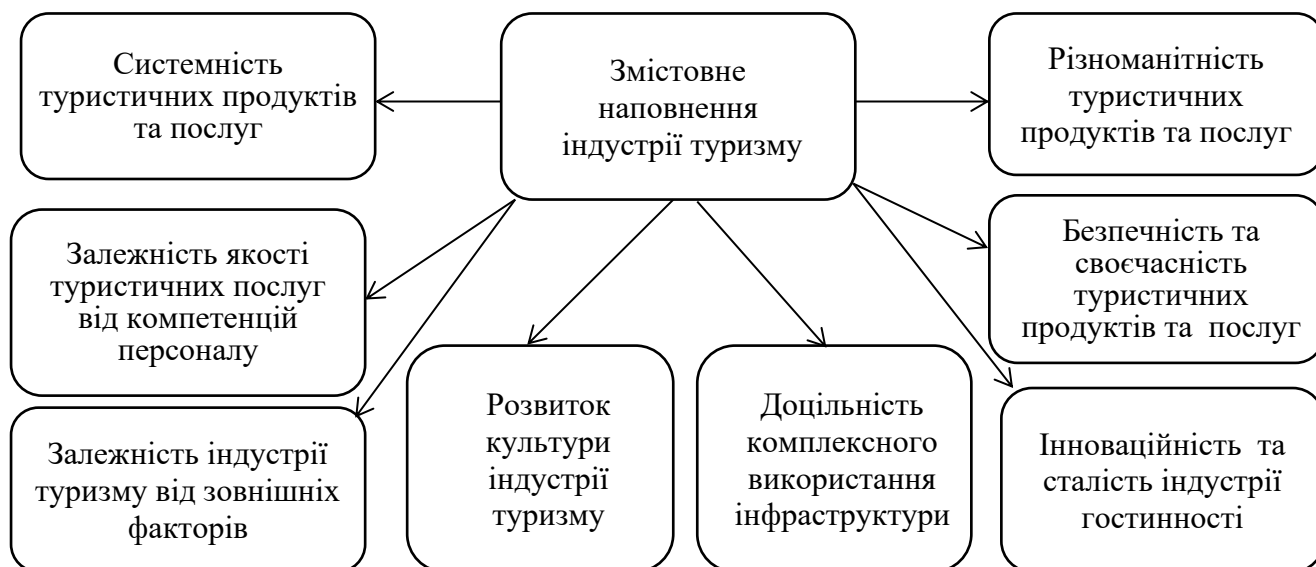 Системність
туристичних продуктів
та послуг
Змістовне
наповнення
індустрії туризму
Різноманітність
туристичних
продуктів та послуг
Залежність якості
туристичних послуг
від компетенцій
персоналу
Безпечність та
своєчасність
туристичних
продуктів та послуг
Залежність індустрії
туризму від зовнішніх
факторів
Розвиток
культури
індустрії
туризму
Доцільність
комплексного
використання
інфраструктури
Інноваційність та
сталість індустрії
гостинності